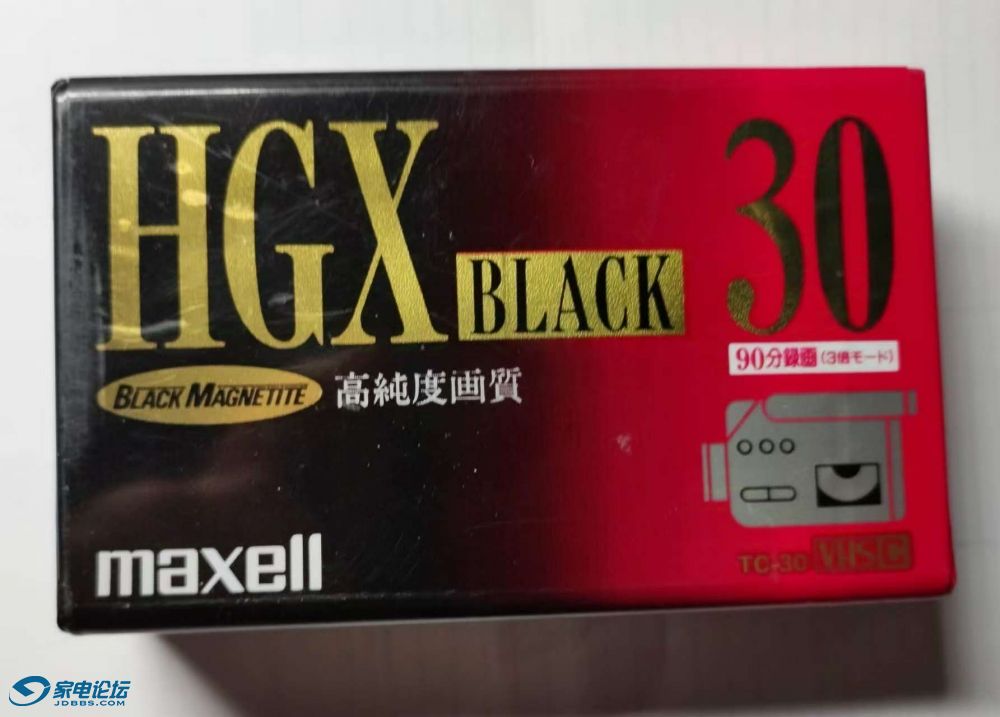 HGX BLACK 30
90分録画(3倍モード)
BLACK MAGNETITE 高純度画質
maxell
TC-30 VHS C
家电论坛
JDBBS.COM